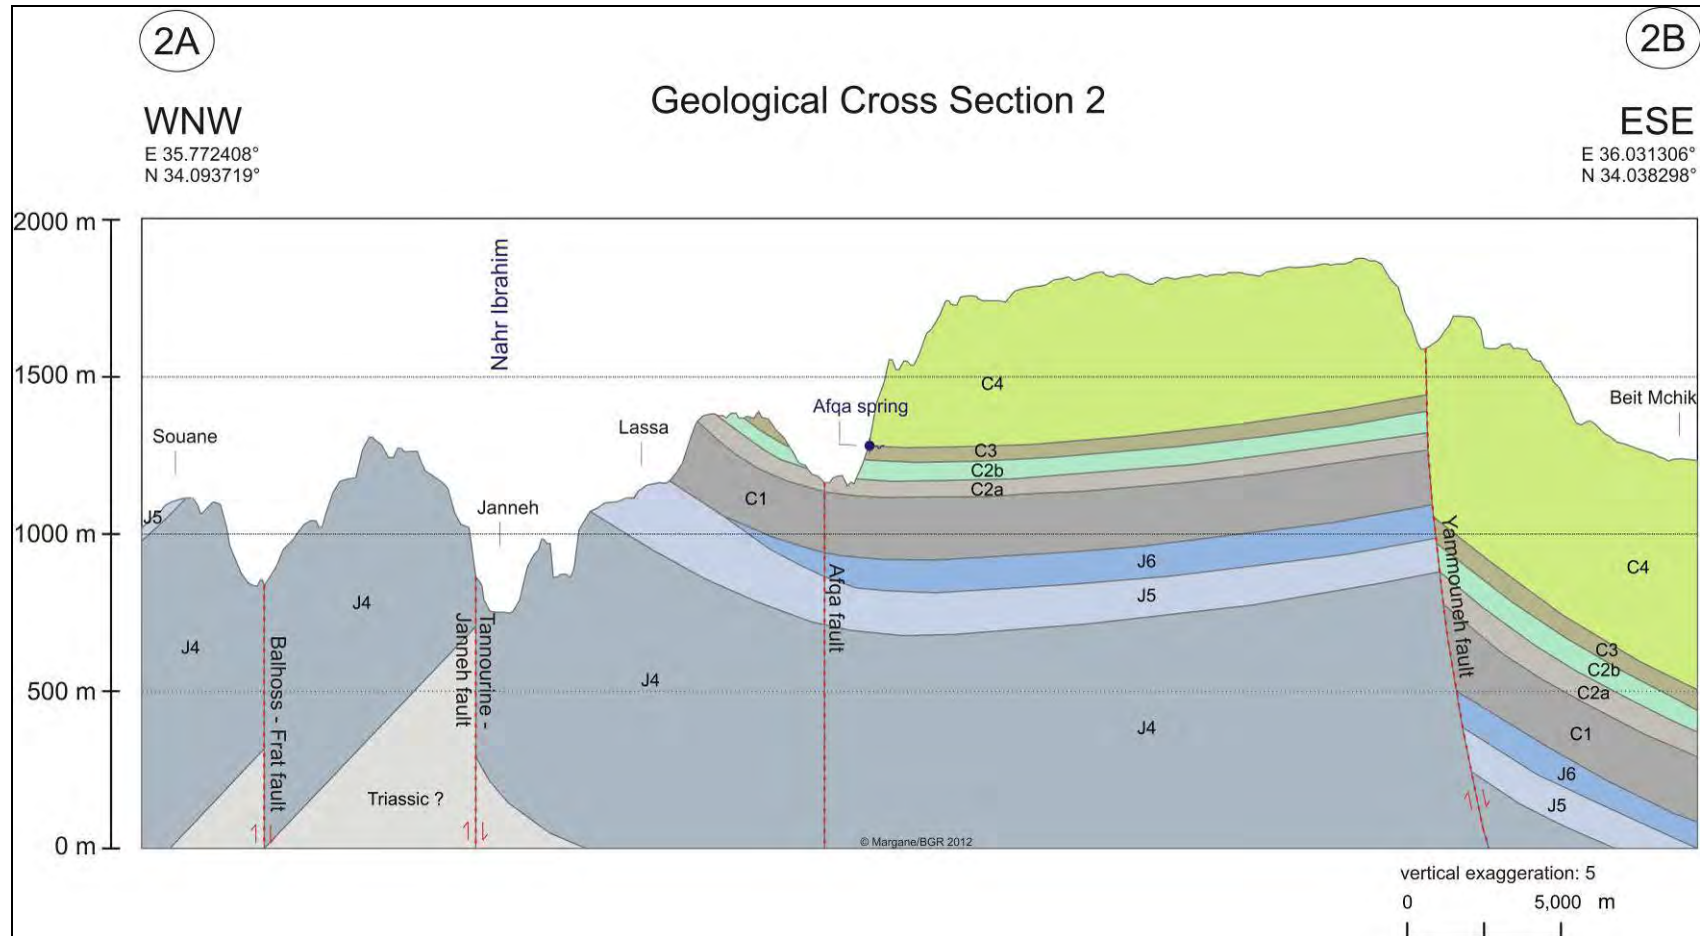 2A
2B
Geological Cross Section 2
WNW
ESE
E 35.772408°
N 34.093719°
E 36.031306°
N 34.038298°
2000 m
Nahr Ibrahim
1500 m
C4
Beit Mchik
Afqa spring
Lassa
Souane
C3
C2b
C2a
C1
Janneh
J5
1000 m
J6
J5
C4
J4
J4
J4
Balhoss - Frat fault
Tannourine -
Janneh fault
Afqa fault
Yammouneh fault
C3
C2b
C2a
500 m
J4
C1
J6
J5
Triassic ?
0 m
© Margane/BGR 2012
vertical exaggeration: 5
0 5,000 m